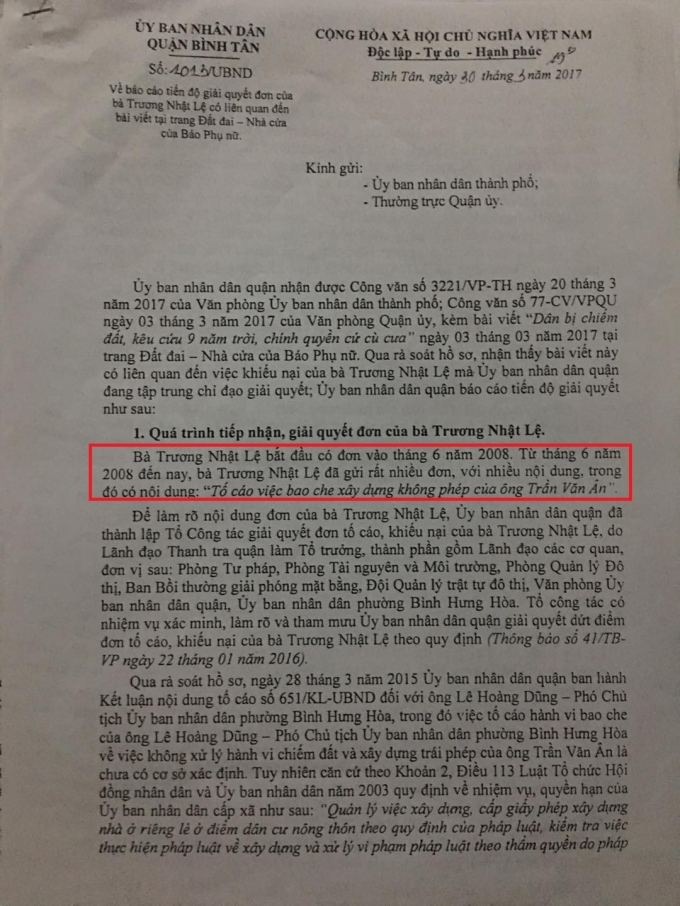 ỦY BAN NHÂN DÂN
QUẬN BÌNH TÂN
Số: 1013/UBND
Về báo cáo tiến độ giải quyết đơn của
bà Trương Nhật Lệ có liên quan đến
bài viết tại trang Đất đai – Nhà cửa
của Báo Phụ nữ.
CỘNG HÒA XÃ HỘI CHỦ NGHĨA VIỆT NAM
Độc lập - Tự do - Hạnh phúc
Bình Tân, ngày 30 tháng 3 năm 2017
Kính gửi:
- Ủy ban nhân dân thành phố;
- Thường trực Quận ủy.
Ủy ban nhân dân quận nhận được Công văn số 3221/VP-TH ngày 20 tháng 3
năm 2017 của Văn phòng Ủy ban nhân dân thành phố; Công văn số 77-CV/VPQU
ngày 03 tháng 3 năm 2017 của Văn phòng Quận ủy, kèm bài viết “Dân bị chiếm
đất, kêu cứu 9 năm trời, chính quyền cứ cù cưa” ngày 03 tháng 03 năm 2017 tại
trang Đất đai – Nhà cửa của Báo Phụ nữ. Qua rà soát hồ sơ, nhận thấy bài viết này
có liên quan đến việc khiếu nại của bà Trương Nhật Lệ mà Ủy ban nhân dân quận
đang tập trung chỉ đạo giải quyết; Ủy ban nhân dân quận báo cáo tiến độ giải quyết
như sau:
1. Quá trình tiếp nhận, giải quyết đơn của bà Trương Nhật Lệ.
Bà Trương Nhật Lệ bắt đầu có đơn vào tháng 6 năm 2008. Từ tháng 6 năm
2008 đến nay, bà Trương Nhật Lệ đã gửi rất nhiều đơn, với nhiều nội dung, trong
đó có nội dung: “Tố cáo việc bao che xây dựng không phép của ông Trần Văn Ân”.
Để làm rõ nội dung đơn của bà Trương Nhật Lệ, Ủy ban nhân dân quận đã
thành lập Tổ Công tác giải quyết đơn tố cáo, khiếu nại của bà Trương Nhật Lệ, do
Lãnh đạo Thanh tra quận làm Tổ trưởng, thành phần gồm Lãnh đạo các cơ quan,
đơn vị sau: Phòng Tư pháp, Phòng Tài nguyên và Môi trường, Phòng Quản lý Đô
thị, Ban Bồi thường giải phóng mặt bằng, Đội Quản lý trật tự đô thị, Văn phòng Ủy
ban nhân dân quận, Ủy ban nhân dân phường Bình Hưng Hòa. Tổ công tác có
nhiệm vụ xác minh, làm rõ và tham mưu Ủy ban nhân dân quận giải quyết dứt điểm
đơn tố cáo, khiếu nại của bà Trương Nhật Lệ theo quy định (Thông báo số 41/TB-
VP ngày 22 tháng 01 năm 2016).
Qua rà soát hồ sơ, ngày 28 tháng 3 năm 2015 Ủy ban nhân dân quận ban hành
Kết luận nội dung tố cáo số 651/KL-UBND đối với ông Lê Hoàng Dũng – Phó Chủ
tịch Ủy ban nhân dân phường Bình Hưng Hòa, trong đó việc tố cáo hành vi bao che
của ông Lê Hoàng Dũng – Phó Chủ tịch Ủy ban nhân dân phường Bình Hưng Hòa
về việc không xử lý hành vi chiếm đất và xây dựng trái phép của ông Trần Văn Ân là
chưa có cơ sở xác định. Tuy nhiên căn cứ theo Khoản 2, Điều 113 Luật Tổ chức Hội
đồng nhân dân và Ủy ban nhân dân năm 2003 quy định về nhiệm vụ, quyền hạn của
Ủy ban nhân dân cấp xã như sau: “Quản lý việc xây dựng, cấp giấy phép xây dựng
nhà ở riêng lẻ ở điểm dân cư nông thôn theo quy định của pháp luật, kiểm tra việc
thực hiện pháp luật về xây dựng và xử lý vi phạm pháp luật theo thẩm quyền do pháp